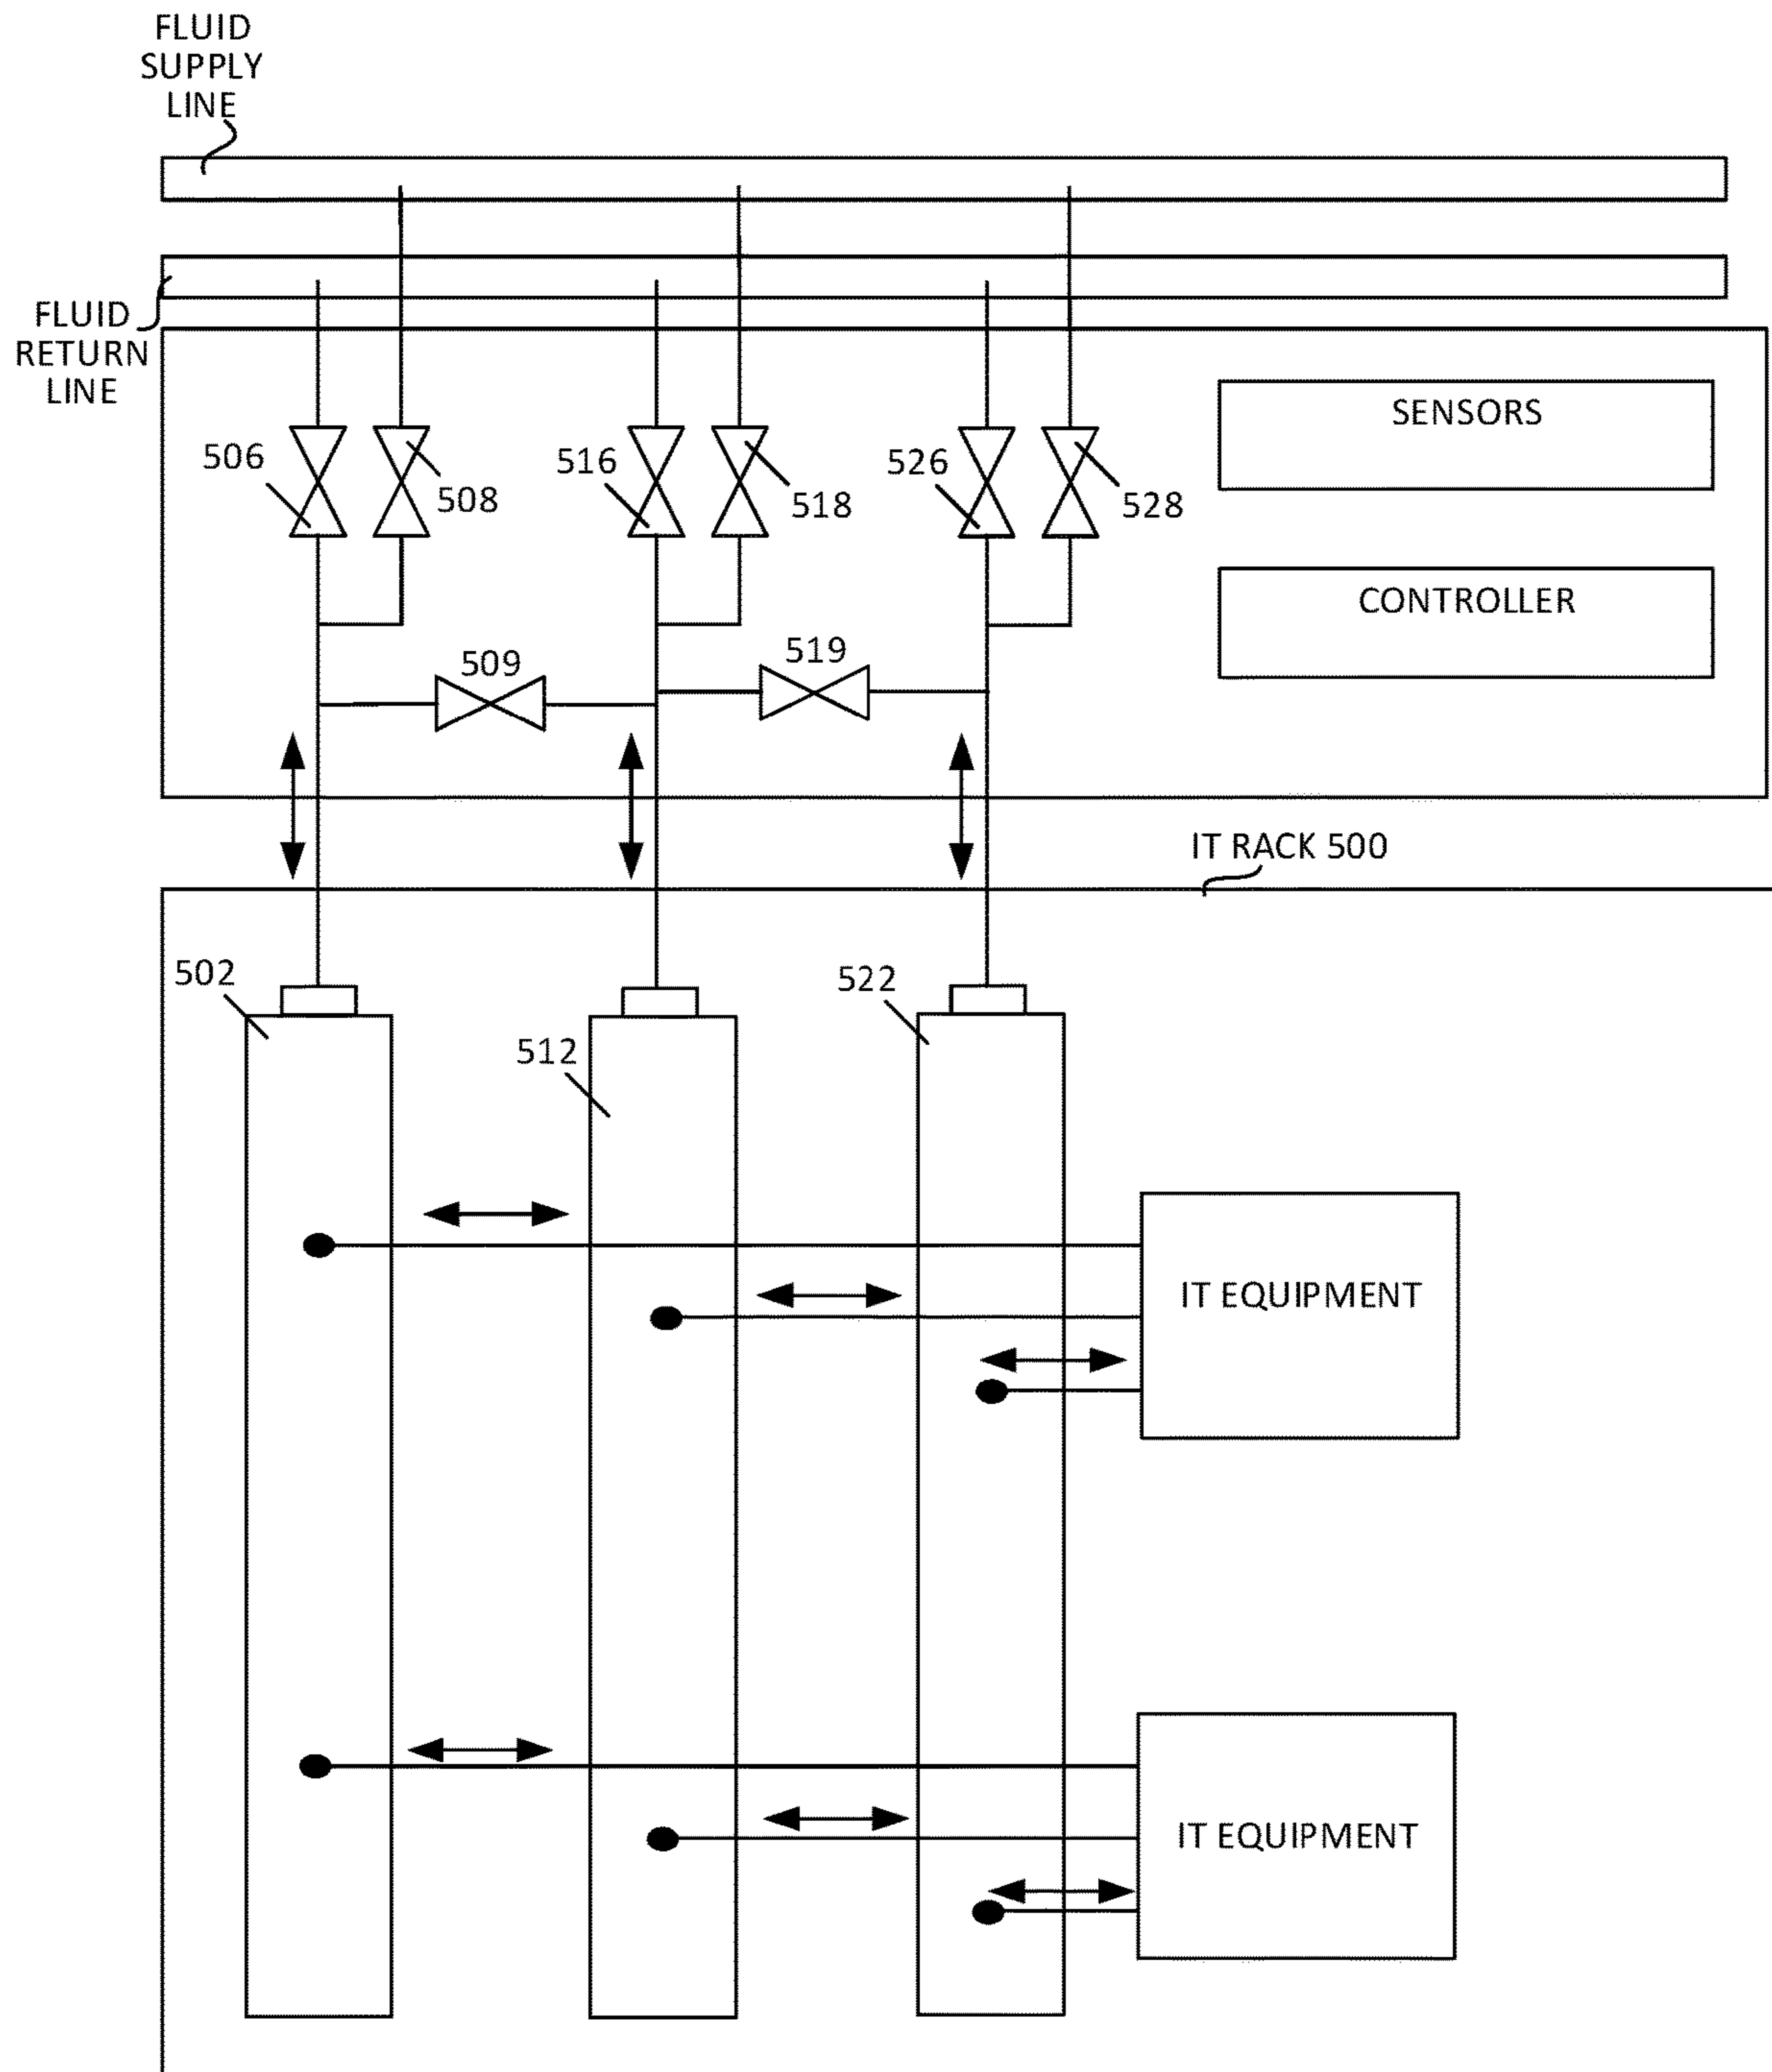 FLUID
SUPPLY
LINE
FLUID
RETURN
LINE
SENSORS
506
508
516
518
526
528
CONTROLLER
509
519
IT RACK 500
502
512
522
IT EQUIPMENT
IT EQUIPMENT